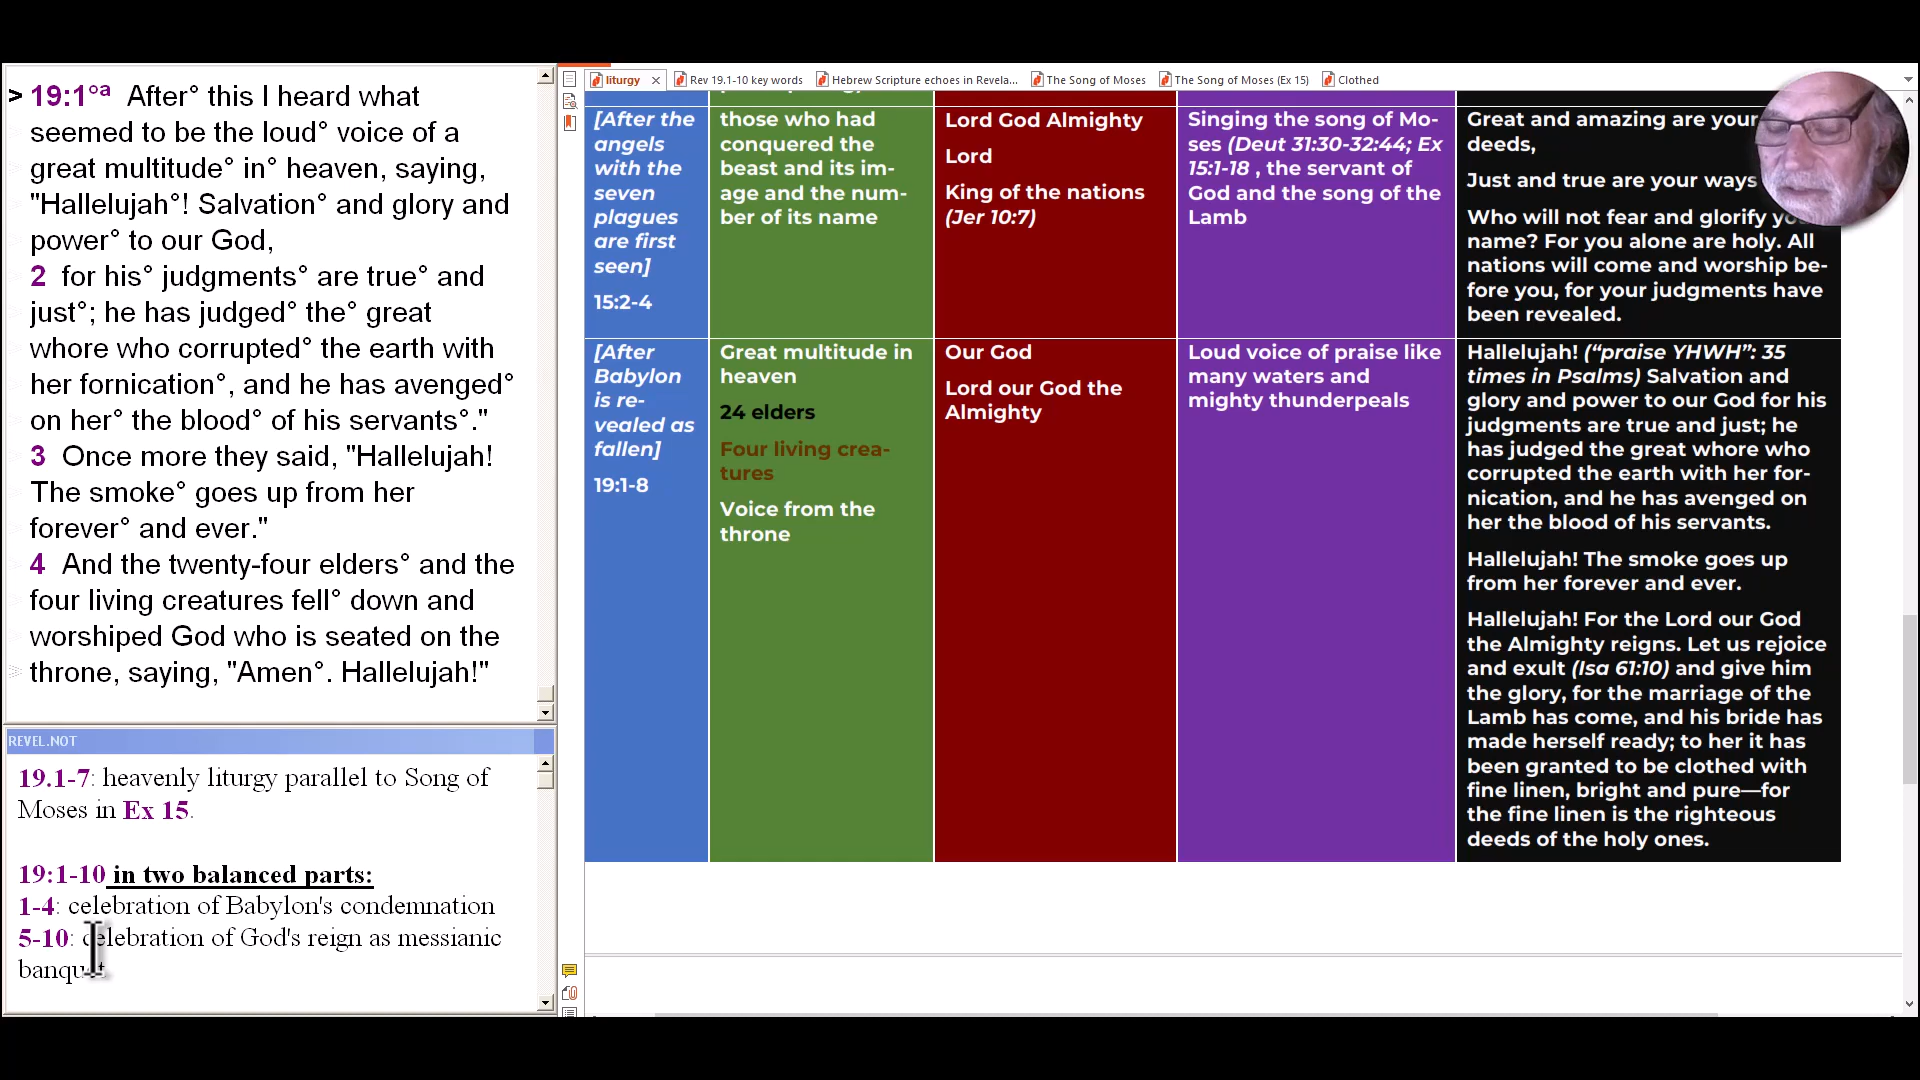 > 19:1°ª After° this I heard what
seemed to be the loud° voice of a
great multitude° in° heaven, saying,
"Hallelujah°! Salvation° and glory and
power° to our God,
2 for his° judgments° are true° and
just°; he has judged° the° great
whore who corrupted° the earth with
her fornication°, and he has avenged°
on her° the blood° of his servants°."
3 Once more they said, "Hallelujah!
The smoke° goes up from her
forever° and ever."
4 And the twenty-four elders° and the
four living creatures fell° down and
worshiped God who is seated on the
throne, saying, "Amen°. Hallelujah!"
REVEL.NOT
19.1-7: heavenly liturgy parallel to Song of
Moses in Ex 15.
19:1-10 in two balanced parts:
1-4: celebration of Babylon's condemnation
5-10: celebration of God's reign as messianic
banquet
liturgy
Rev 19.1-10 key words
Hebrew Scripture echoes in Revela...
The Song of Moses
The Song of Moses (Ex 15)
Clothed
[After the
angels
with the
seven
plagues
are first
seen]
15:2-4
those who had
conquered the
beast and its im-
age and the num-
ber of its name
Lord God Almighty
Lord
King of the nations
(Jer 10:7)
Singing the song of Mo-
ses (Deut 31:30-32:44; Ex
15:1-18 , the servant of
God and the song of the
Lamb
Great and amazing are your
deeds,
Just and true are your ways
Who will not fear and glorify
name? For you alone are holy. All
nations will come and worship be-
fore you, for your judgments have
been revealed.
[After
Babylon
is re-
vealed as
fallen]
19:1-8
Great multitude in
heaven
24 elders
Four living crea-
tures
Voice from the
throne
Our God
Lord our God the
Almighty
Loud voice of praise like
many waters and
mighty thunderpeals
Hallelujah! (“praise YHWH”: 35
times in Psalms) Salvation and
glory and power to our God for his
judgments are true and just; he
has judged the great whore who
corrupted the earth with her for-
nication, and he has avenged on
her the blood of his servants.
Hallelujah! The smoke goes up
from her forever and ever.
Hallelujah! For the Lord our God
the Almighty reigns. Let us rejoice
and exult (Isa 61:10) and give him
the glory, for the marriage of the
Lamb has come, and his bride has
made herself ready; to her it has
been granted to be clothed with
fine linen, bright and pure—for
the fine linen is the righteous
deeds of the holy ones.